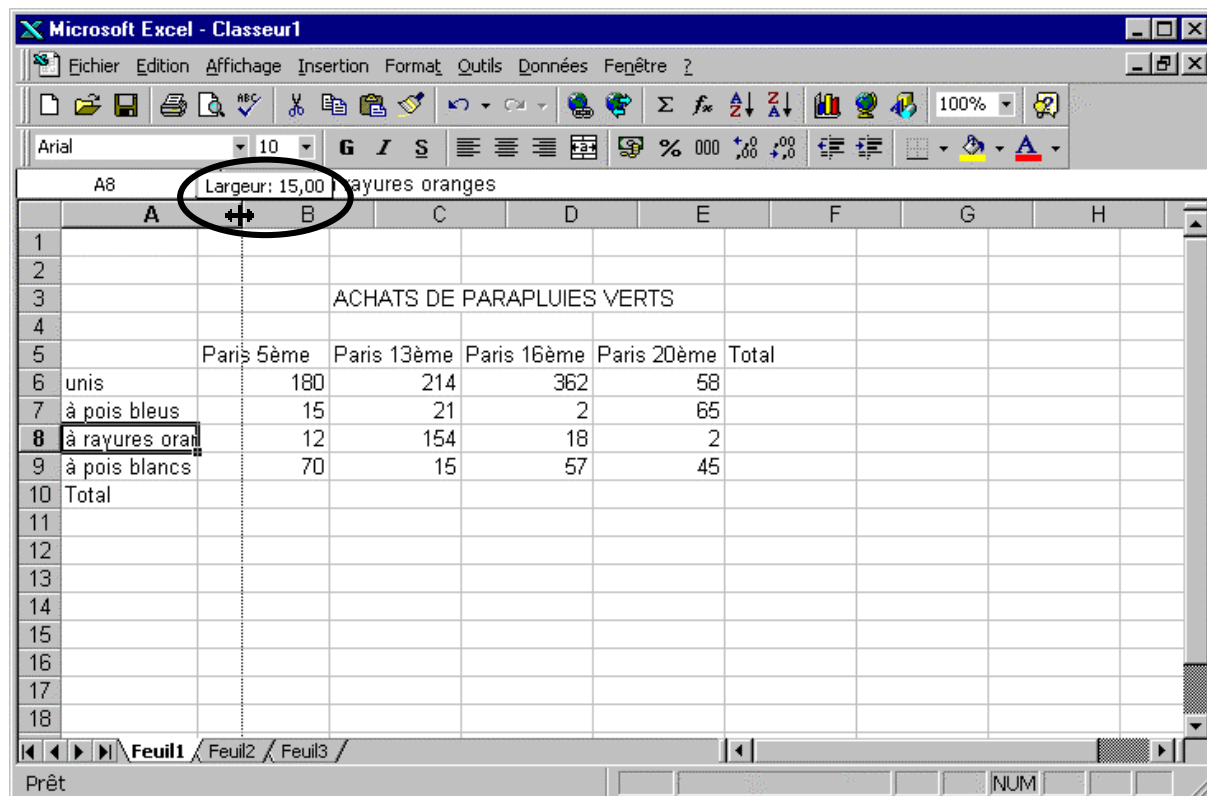 Microsoft Excel - Classeur1
Fichier Edition Affichage Insertion Format Outils Données Fenêtre ?
ABC Σ f* A Z Z A 100% ?
Arial 10 G I S a % 000 ,00 ,0 A
A8 Largeur: 15,00 rayures oranges
A B C D E F G H
1
2
3 ACHATS DE PARAPLUIES VERTS
4
5 Paris 5ème Paris 13ème Paris 16ème Paris 20ème Total
6 unis 180 214 362 58
7 à pois bleus 15 21 2 65
8 à rayures oran 12 154 18 2
9 à pois blancs 70 15 57 45
10 Total
11
12
13
14
15
16
17
18
Feuil1 Feuil2 Feuil3
Prêt NUM